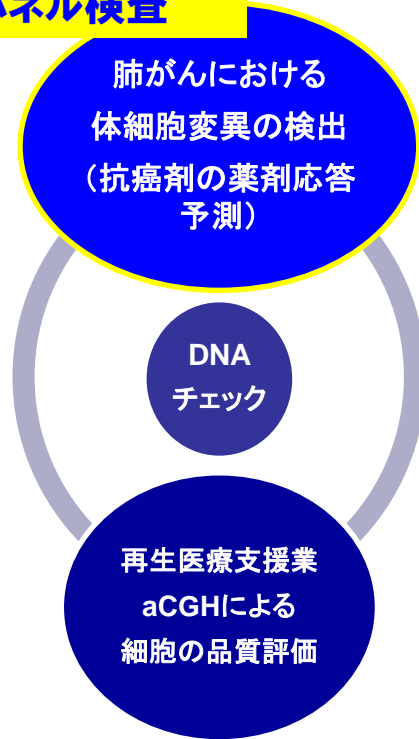 パネル検査
肺がんにおける
体細胞変異の検出
（抗癌剤の薬剤応答
予測）
DNA
チェック
再生医療支援業
aCGHによる
細胞の品質評価